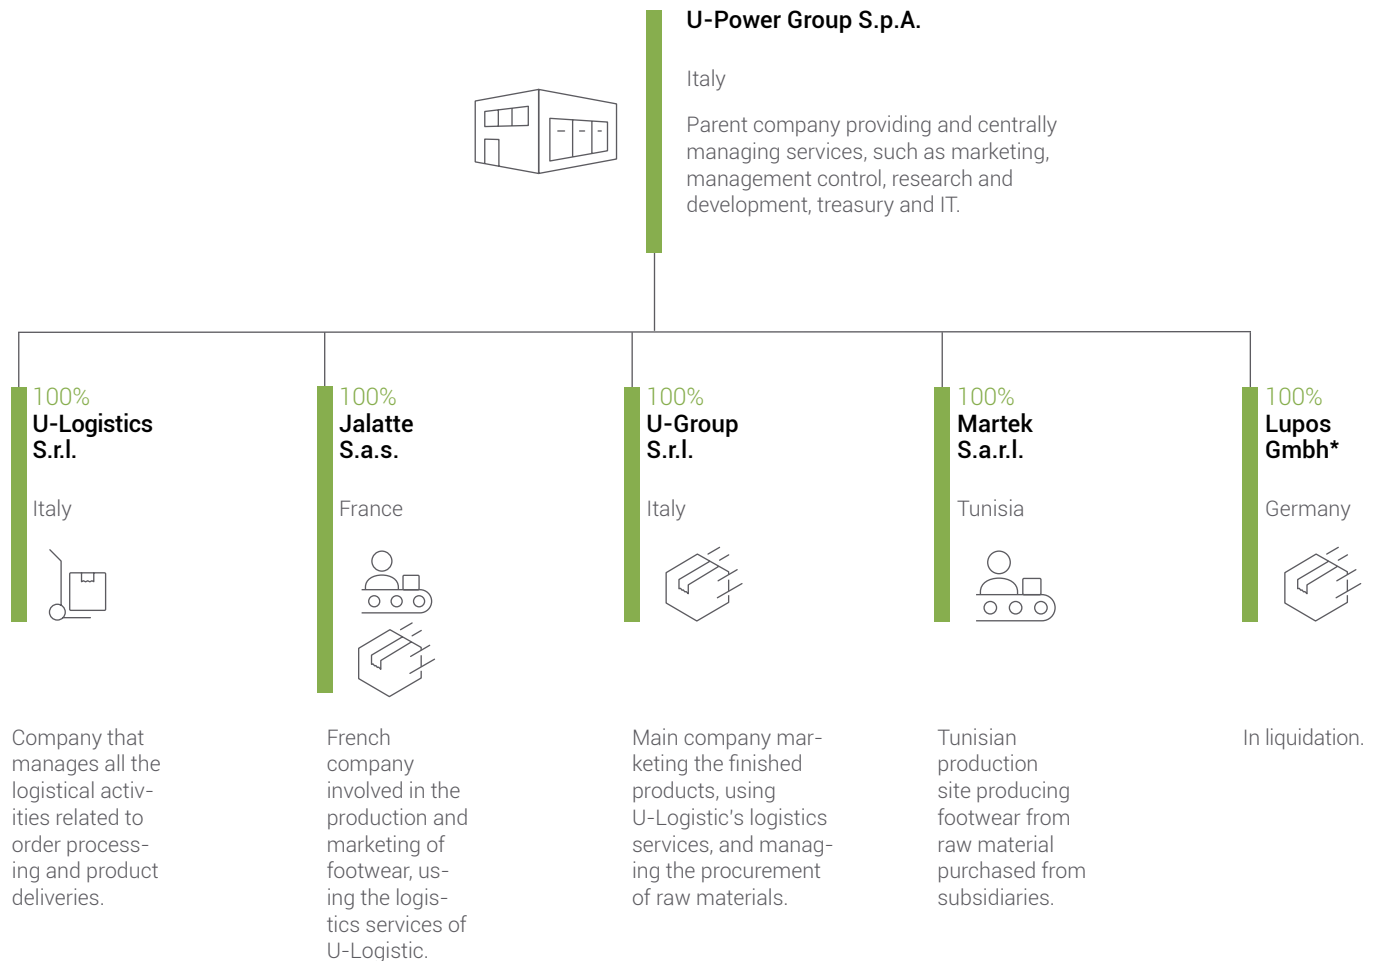 U-Power Group S.p.A.
Italy
Parent company providing and centrally
managing services, such as marketing,
management control, research and
development, treasury and IT.
100%
U-Logistics
S.r.l.
Italy
Company that
manages all the
logistical activ-
ities related to
order process-
ing and product
deliveries.
100%
Jalatte
S.a.s.
France
French
company
involved in the
production and
marketing of
footwear, us-
ing the logis-
tics services of
U-Logistic.
100%
U-Group
S.r.l.
Italy
Main company mar-
keting the finished
products, using
U-Logistic's logistics
services, and manag-
ing the procurement
of raw materials.
100%
Martek
S.a.r.l.
Tunisia
Tunisian
production
site producing
footwear from
raw material
purchased from
subsidiaries.
100%
Lupos
Gmbh*
Germany
In liquidation.